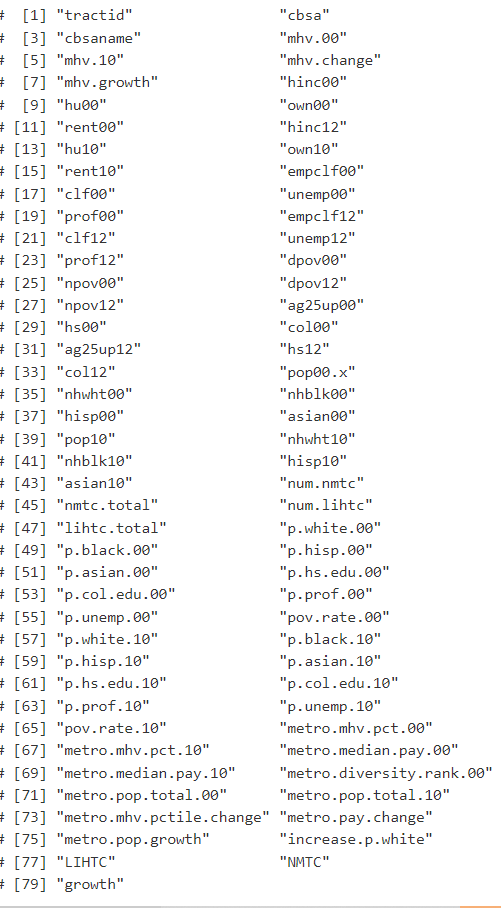 # [1] "tractid" "cbsa"
# [3] "cbsaname" "mhv.00"
# [5] "mhv.10" "mhv.change"
# [7] "mhv.growth" "hinc00"
# [9] "hu00" "own00"
# [11] "rent00" "hinc12"
# [13] "hu10" "own10"
# [15] "rent10" "empclf00"
# [17] "clf00" "unemp00"
# [19] "prof00" "empclf12"
# [21] "clf12" "unemp12"
# [23] "prof12" "dpov00"
# [25] "npov00" "dpov12"
# [27] "npov12" "ag25up00"
# [29] "hs00" "col00"
# [31] "ag25up12" "hs12"
# [33] "col12" "pop00.x"
# [35] "nhwht00" "nhblk00"
# [37] "hisp00" "asian00"
# [39] "pop10" "nhwht10"
# [41] "nhblk10" "hisp10"
# [43] "asian10" "num.nmtc"
# [45] "nmtc.total" "num.lihtc"
# [47] "lihtc.total" "p.white.00"
# [49] "p.black.00" "p.hisp.00"
# [51] "p.asian.00" "p.hs.edu.00"
# [53] "p.col.edu.00" "p.prof.00"
# [55] "p.unemp.00" "pov.rate.00"
# [57] "p.white.10" "p.black.10"
# [59] "p.hisp.10" "p.asian.10"
# [61] "p.hs.edu.10" "p.col.edu.10"
# [63] "p.prof.10" "p.unemp.10"
# [65] "pov.rate.10" "metro.mhv.pct.00"
# [67] "metro.mhv.pct.10" "metro.median.pay.00"
# [69] "metro.median.pay.10" "metro.diversity.rank.00"
# [71] "metro.pop.total.00" "metro.pop.total.10"
# [73] "metro.mhv.pctile.change" "metro.pay.change"
# [75] "metro.pop.growth" "increase.p.white"
# [77] "LIHTC" "NMTC"
# [79] "growth"